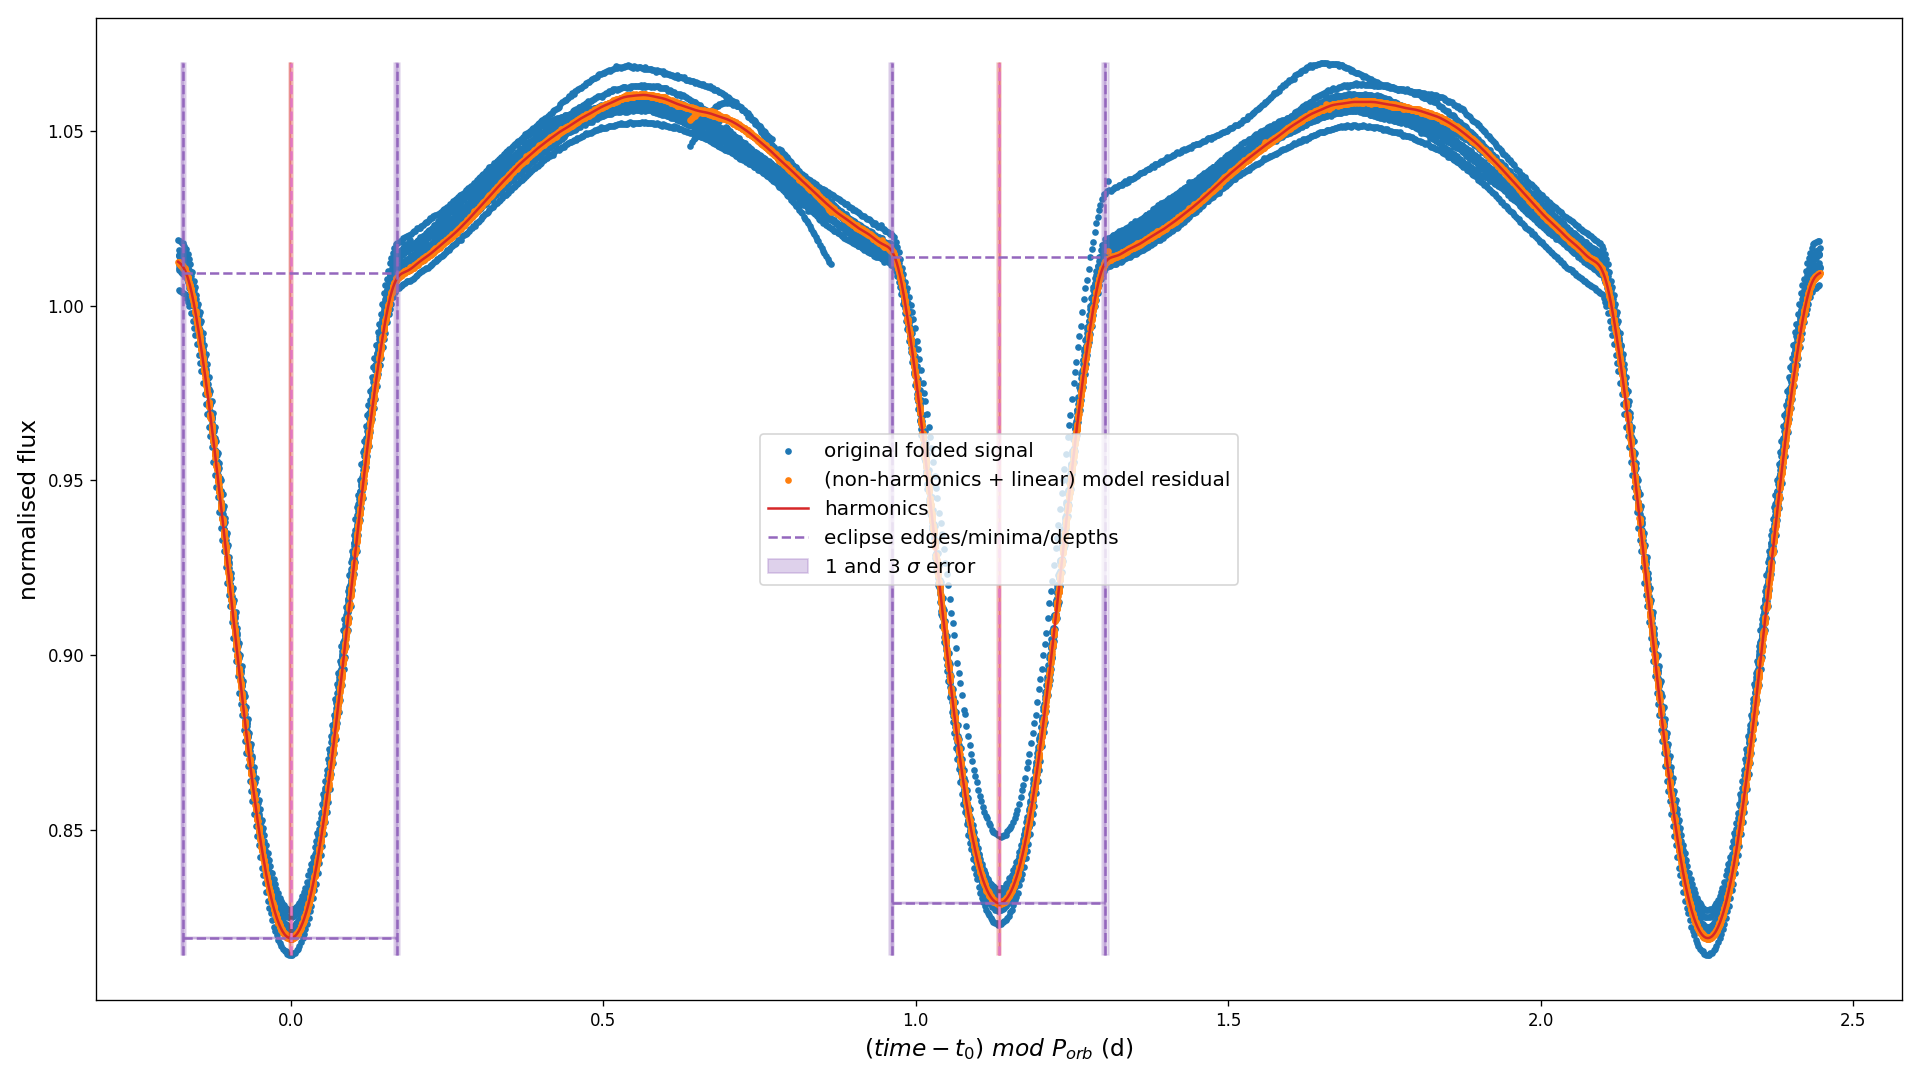 1.05
1.00
0.95
0.90
0.85
normalised flux
original folded signal
(non-harmonics + linear) model residual
harmonics
eclipse edges/minima/depths
1 and 3 σ error
0.0 0.5 1.0 1.5 2.0 2.5
(time − t₀) mod P_orb (d)